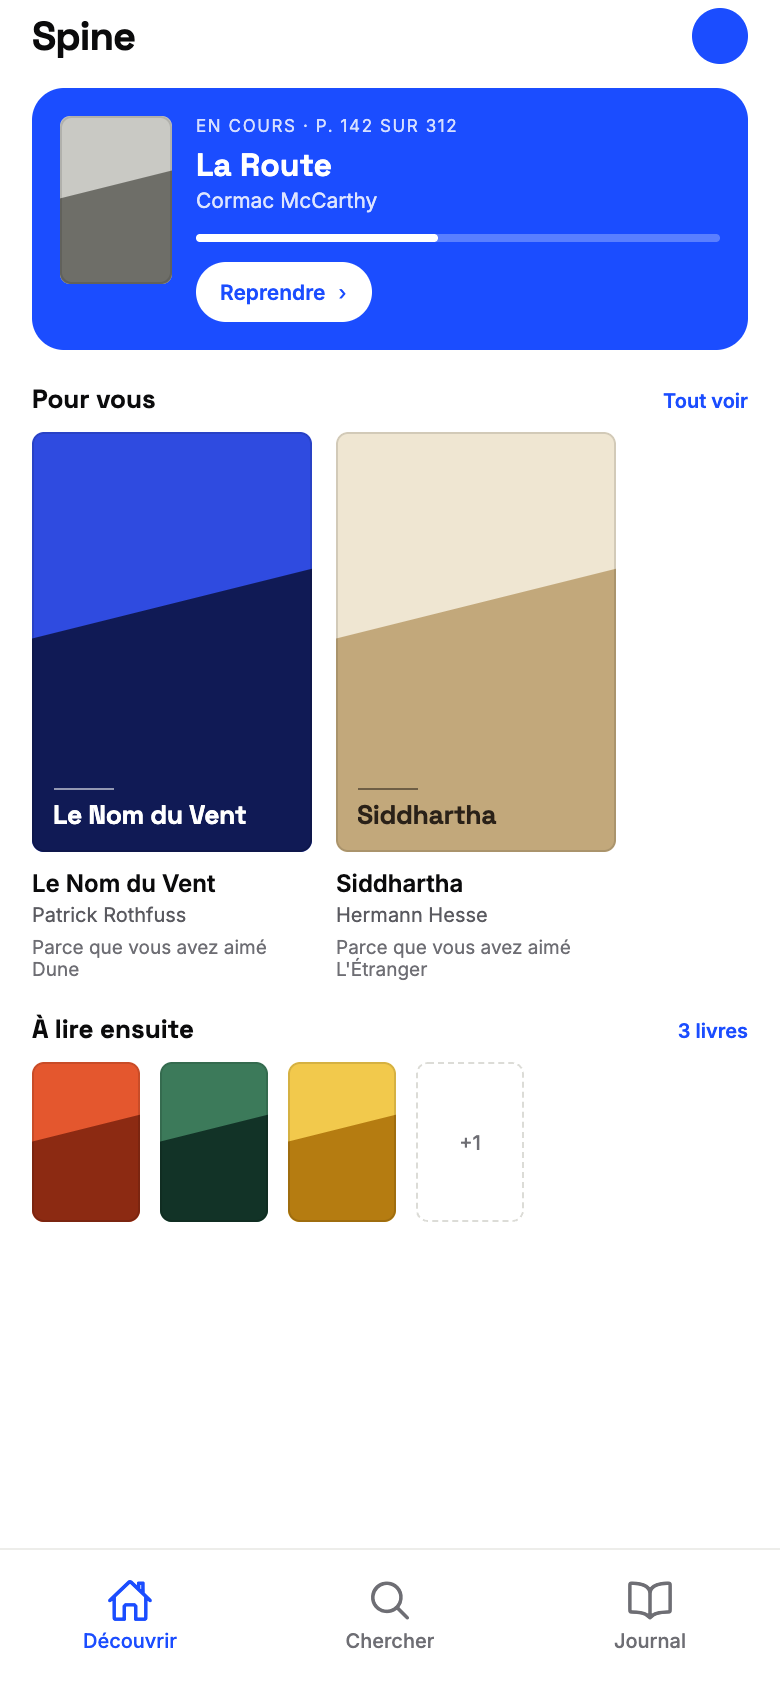 Spine
EN COURS · P. 142 SUR 312
La Route
Cormac McCarthy
Reprendre ›
Pour vous
Tout voir
Le Nom du Vent
Siddhartha
Le Nom du Vent
Patrick Rothfuss
Parce que vous avez aimé
Dune
Siddhartha
Hermann Hesse
Parce que vous avez aimé
L'Étranger
À lire ensuite
3 livres
+1
Découvrir
Chercher
Journal